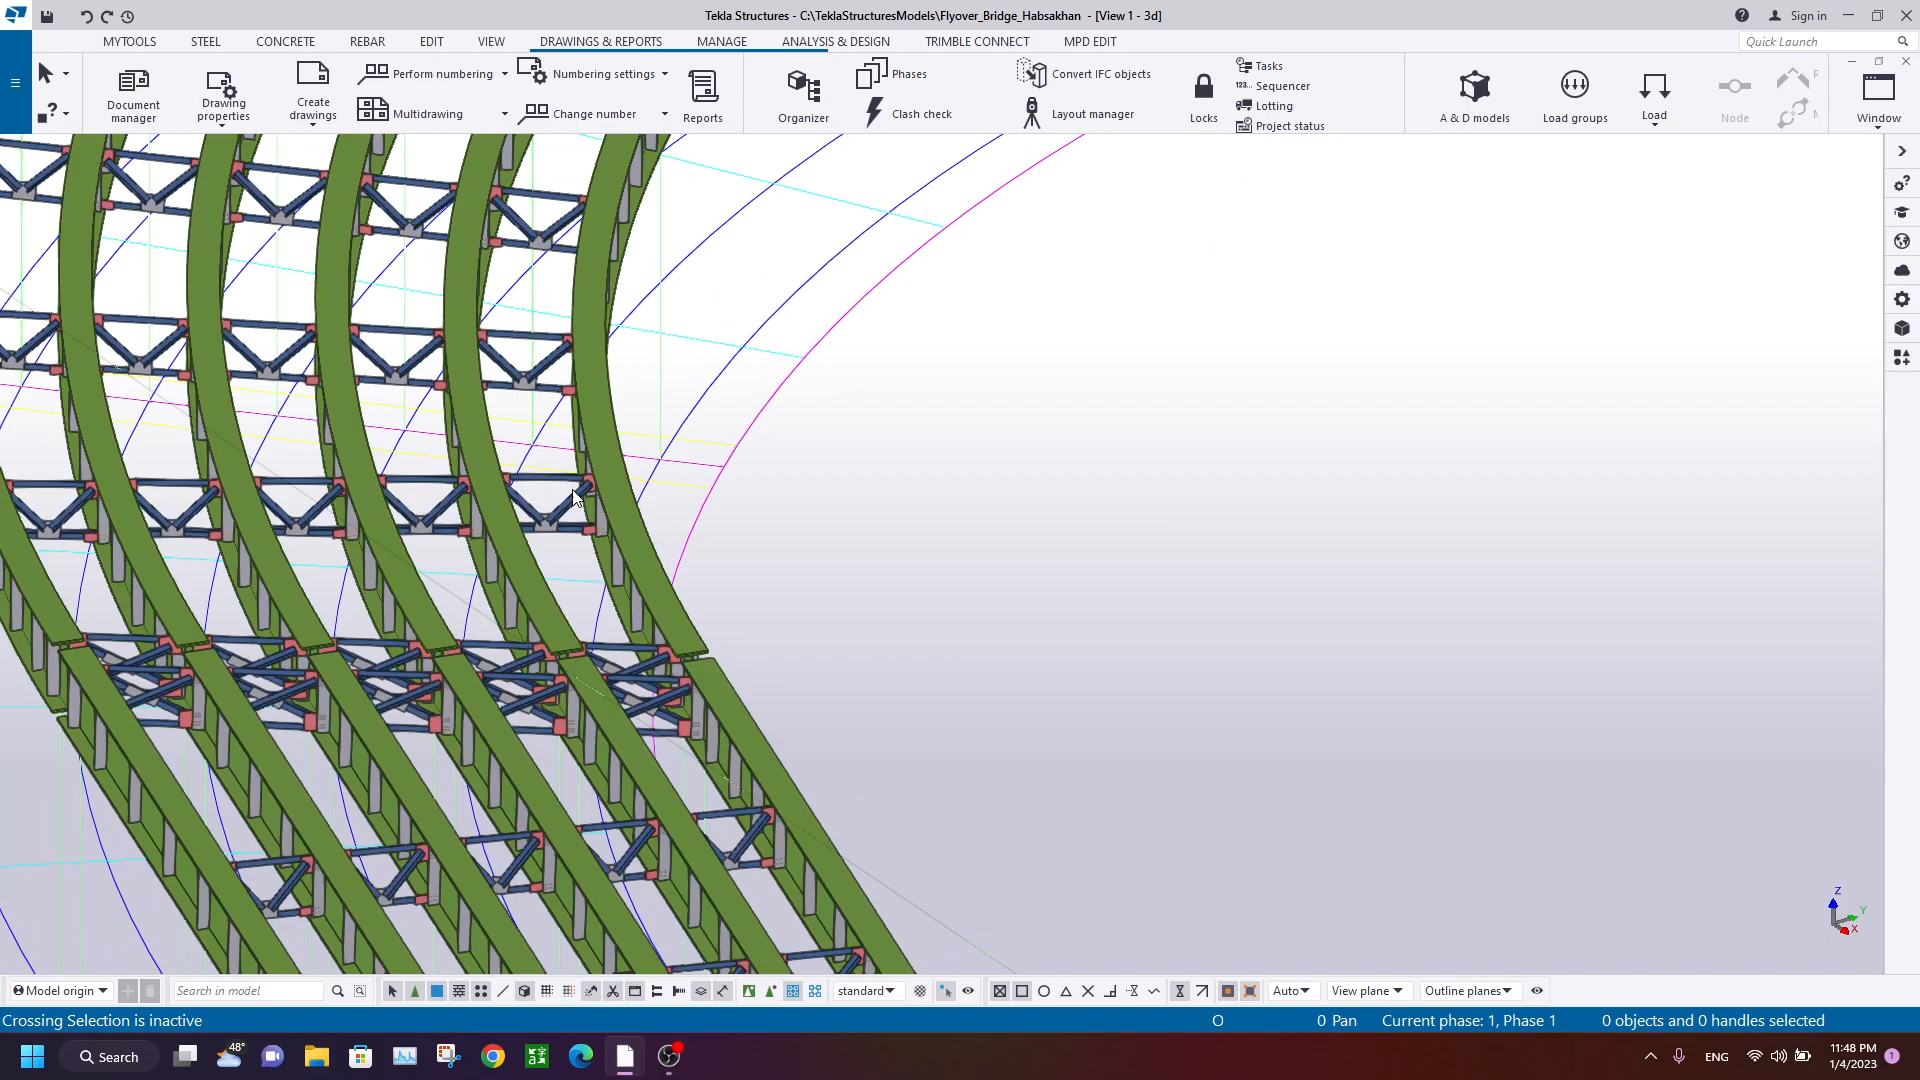 Tekla Structures - C:\TeklaStructuresModels\Flyover_Bridge_Habsakhan - [View 1 - 3d]
Sign in
MYTOOLS STEEL CONCRETE REBAR EDIT VIEW DRAWINGS & REPORTS MANAGE ANALYSIS & DESIGN TRIMBLE CONNECT MPD EDIT
Quick Launch
Document manager
Drawing properties
Create drawings
Perform numbering
Multidrawing
Numbering settings
Change number
Reports
Organizer
Phases
Clash check
Convert IFC objects
Layout manager
Locks
Tasks
123... Sequencer
Lotting
Project status
A & D models
Load groups
Load
Node
Window
Z
Y
X
Model origin
Search in model
standard
Auto
View plane
Outline planes
Crossing Selection is inactive
O
0 Pan
Current phase: 1, Phase 1
0 objects and 0 handles selected
Search
48°
ENG
11:48 PM
1/4/2023
1